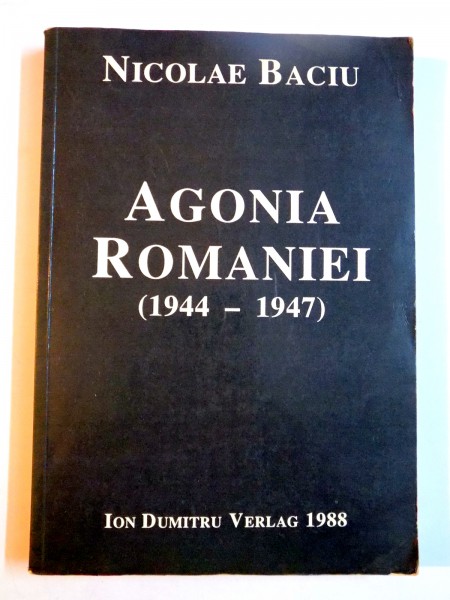 NICOLAE BACIU
AGONIA
ROMANIEI
(1944 – 1947)
ION DUMITRU VERLAG 1988